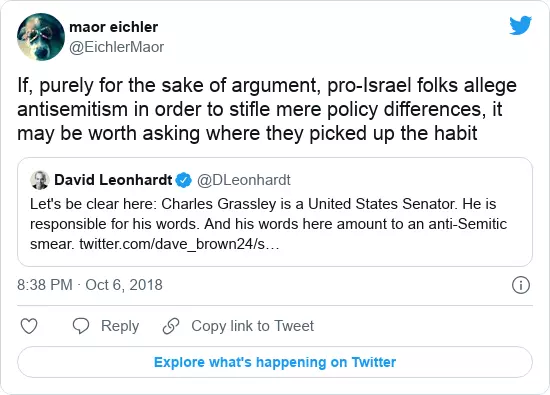 maor eichler
@EichlerMaor
If, purely for the sake of argument, pro-Israel folks allege
antisemitism in order to stifle mere policy differences, it
may be worth asking where they picked up the habit
David Leonhardt @DLeonhardt
Let's be clear here: Charles Grassley is a United States Senator. He is
responsible for his words. And his words here amount to an anti-Semitic
smear. twitter.com/dave_brown24/s…
8:38 PM · Oct 6, 2018
Reply Copy link to Tweet
Explore what's happening on Twitter